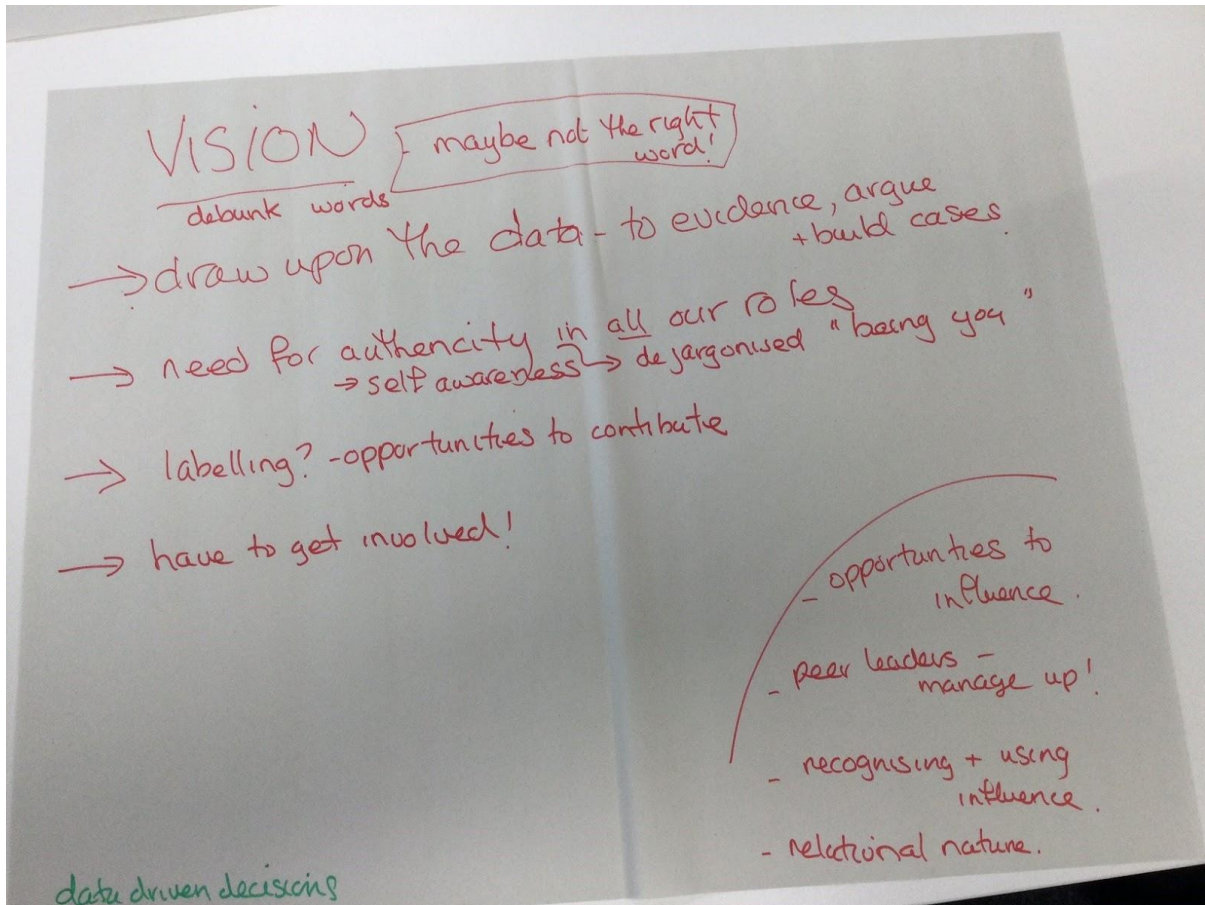 VISION
- maybe not the right
word!
debunk words
→ draw upon the data - to evidence, argue
+ build cases.
→ need for authencity in all our roles
→ self awareness → dejargonised "being you"
→ labelling? - opportunities to contibute
→ have to get involved!
- opportunities to
influence.
- peer leaders -
manage up!
- recognising + using
influence.
- relational nature.
data driven decisions